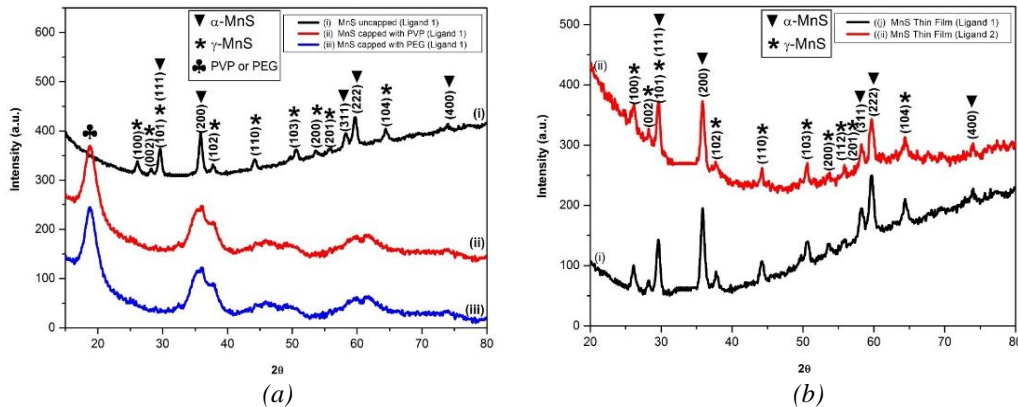 600
500
400
300
200
100
0
Intensity (a.u.)
20
30
40
50
60
70
80
2θ
▼ α-MnS
* γ-MnS
♣ PVP or PEG
(i) MnS uncapped (Ligand 1)
(ii) MnS capped with PVP (Ligand 1)
(iii) MnS capped with PEG (Ligand 1)
(100)*
(002)*
(101)* (111)▼
(200)▼
(102)*
(110)*
(103)*
(200)*
(201)*
(311)▼
(222)▼
(104)*
(400)▼
♣
(i)
(ii)
(iii)
(a)
500
400
300
200
100
0
Intensity (a.u.)
20
30
40
50
60
70
80
2θ
▼ α-MnS
* γ-MnS
((j) MnS Thin Film (Ligand 1)
((ii) MnS Thin Film (Ligand 2)
(100)*
(002)*
(101)* (111)▼
(200)▼
(102)*
(110)*
(103)*
(200)*
(112)*
(201)*
(311)▼
(222)▼
(104)*
(400)▼
(ii)
(i)
(b)